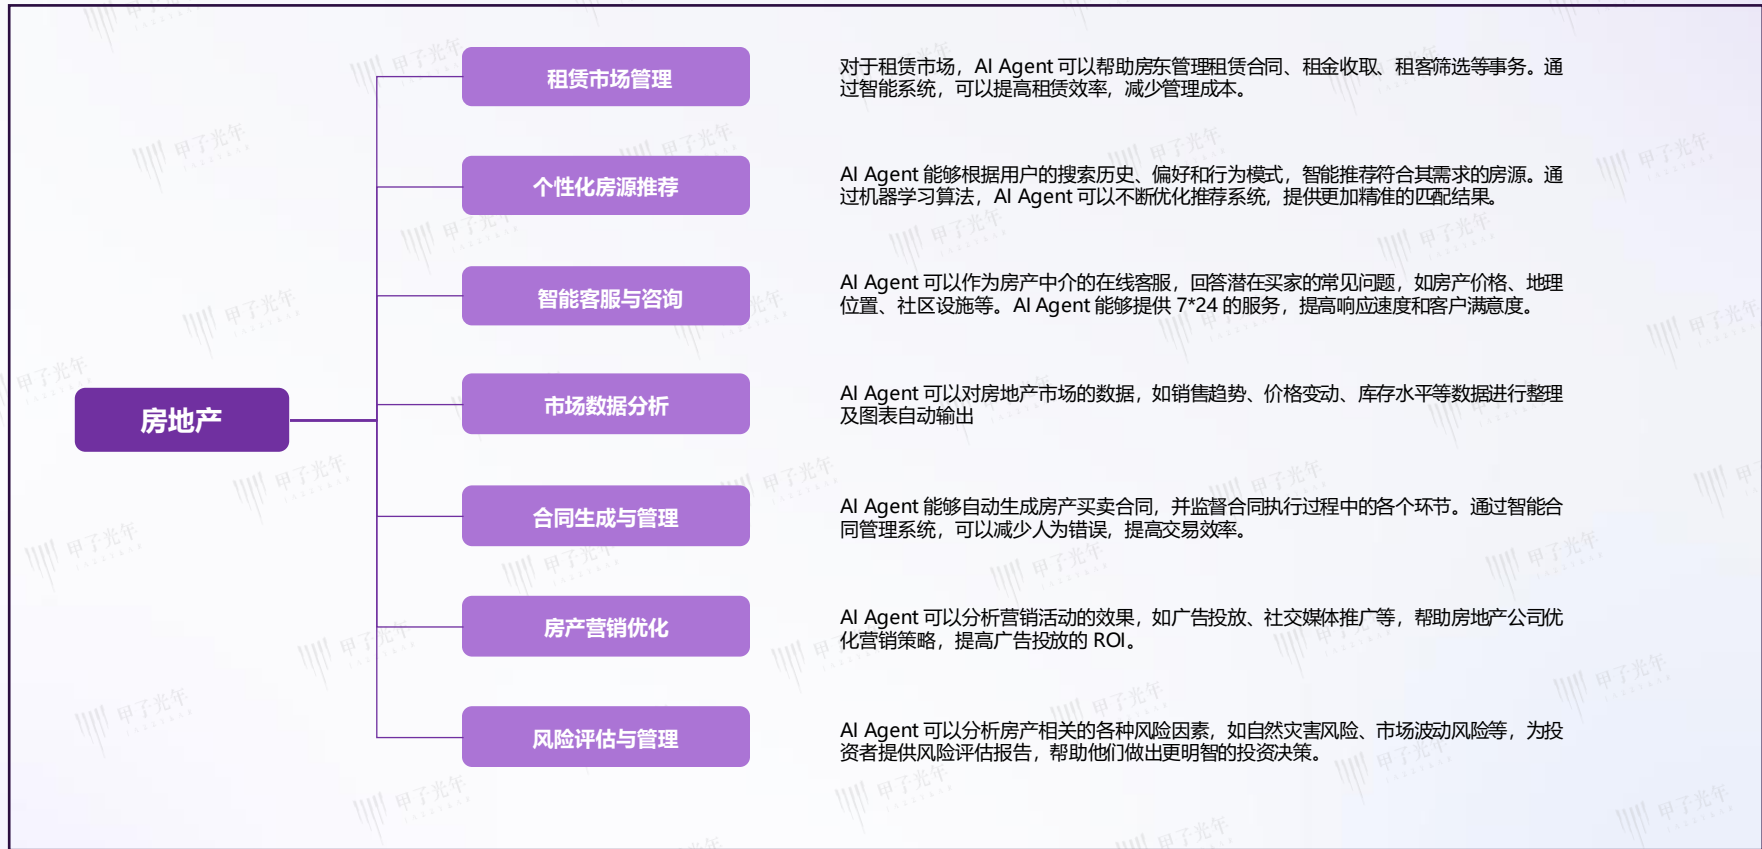 租赁市场管理
对于租赁市场，AI Agent 可以帮助房东管理租赁合同、租金收取、租客筛选等事务。通
过智能系统，可以提高租赁效率，减少管理成本。
个性化房源推荐
AI Agent 能够根据用户的搜索历史、偏好和行为模式，智能推荐符合其需求的房源。通
过机器学习算法，AI Agent 可以不断优化推荐系统，提供更加精准的匹配结果。
智能客服与咨询
AI Agent 可以作为房产中介的在线客服，回答潜在买家的常见问题，如房产价格、地理
位置、社区设施等。AI Agent 能够提供 7*24 的服务，提高响应速度和客户满意度。
房地产
市场数据分析
AI Agent 可以对房地产市场的数据，如销售趋势、价格变动、库存水平等数据进行整理
及图表自动输出
合同生成与管理
AI Agent 能够自动生成房产买卖合同，并监督合同执行过程中的各个环节。通过智能合
同管理系统，可以减少人为错误，提高交易效率。
房产营销优化
AI Agent 可以分析营销活动的效果，如广告投放、社交媒体推广等，帮助房地产公司优
化营销策略，提高广告投放的 ROI。
风险评估与管理
AI Agent 可以分析房产相关的各种风险因素，如自然灾害风险、市场波动风险等，为投
资者提供风险评估报告，帮助他们做出更明智的投资决策。
甲子光年